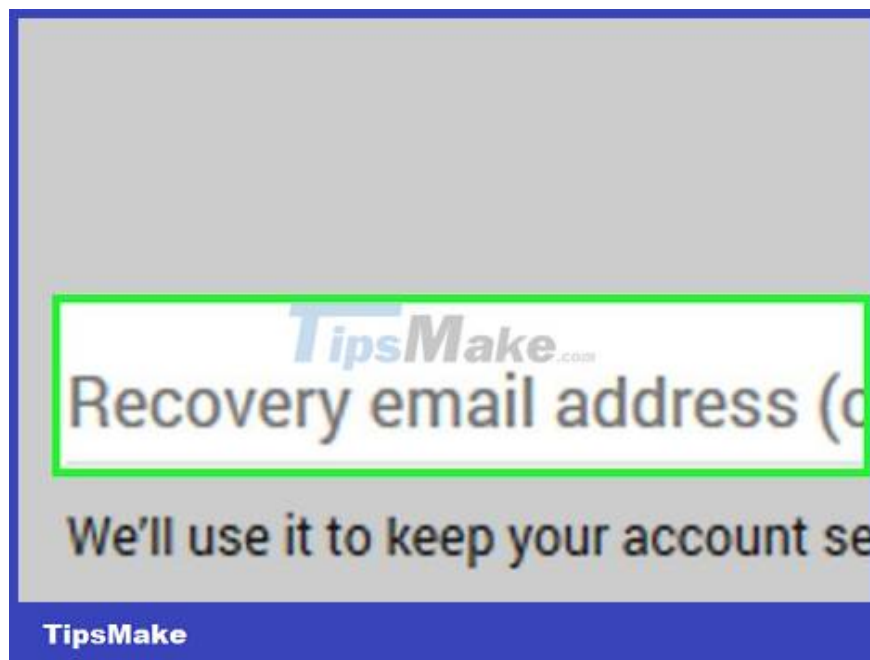 TipsMake.com
Recovery email address (
We'll use it to keep your account se
TipsMake